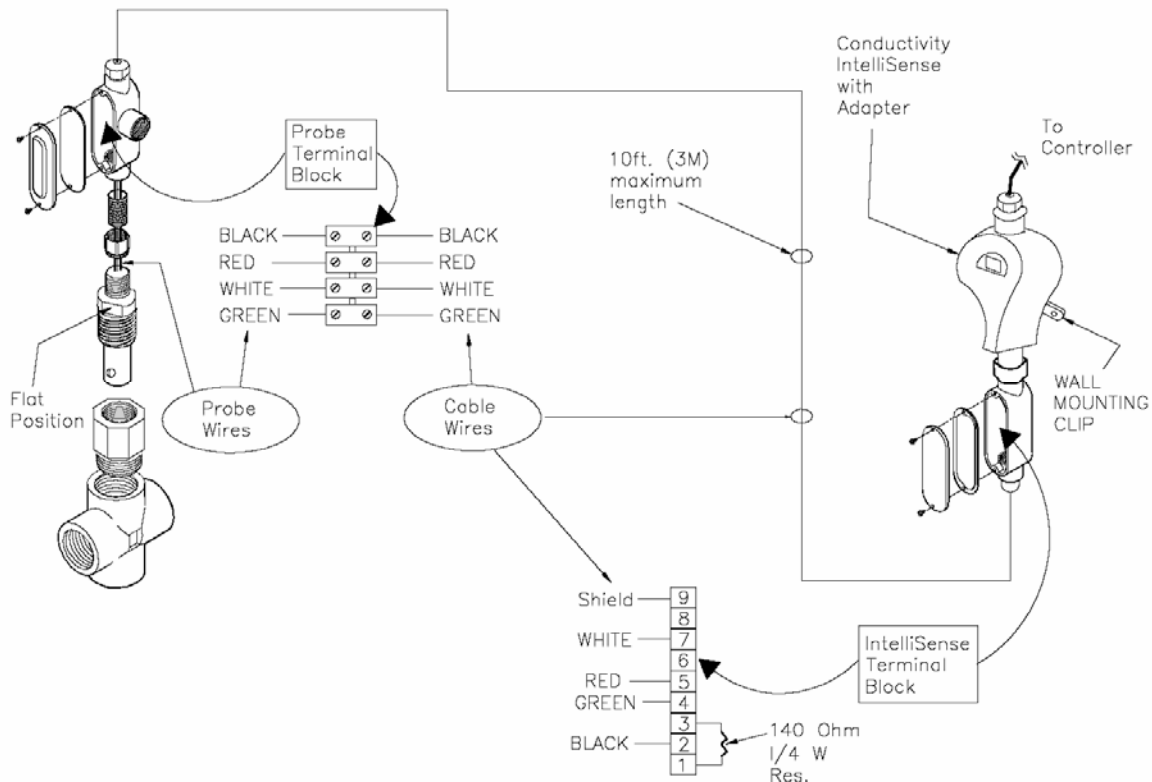 Conductivity
IntelliSense
with
Adapter
To
Controller
Probe
Terminal
Block
10ft. (3M)
maximum
length
BLACK BLACK
RED RED
WHITE WHITE
GREEN GREEN
Flat
Position
Probe
Wires
Cable
Wires
WALL
MOUNTING
CLIP
Shield 9
8
WHITE 7
6
RED 5
GREEN 4
3
BLACK 2
1
140 Ohm
1/4 W
Res.
IntelliSense
Terminal
Block